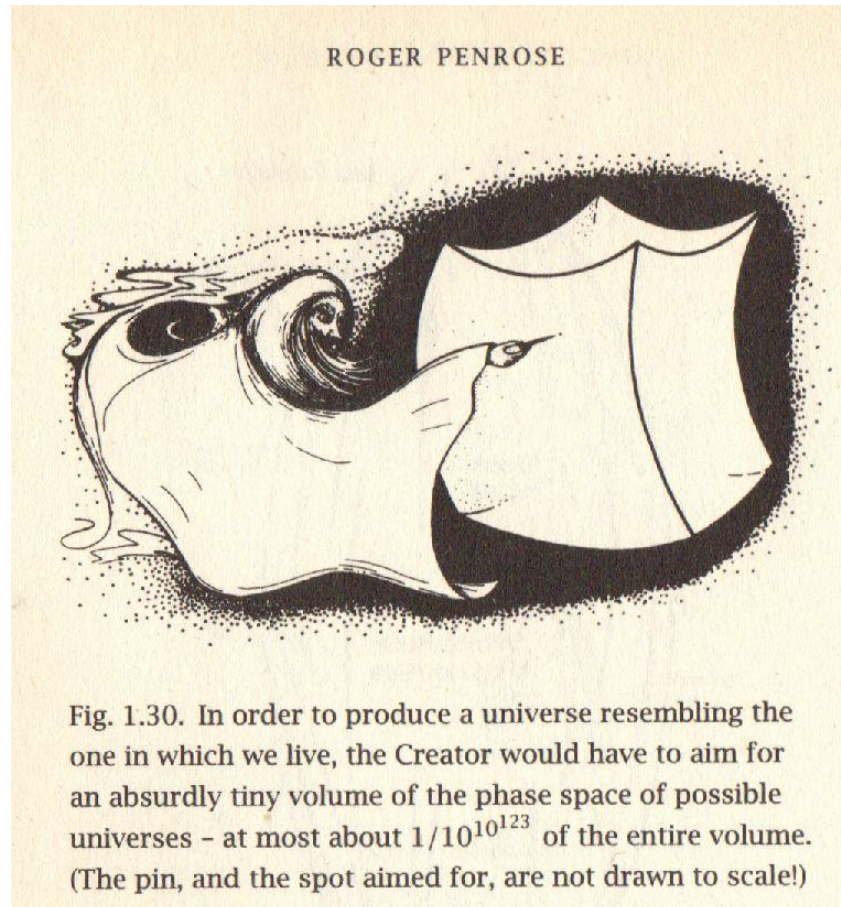 ROGER PENROSE
Fig. 1.30. In order to produce a universe resembling the
one in which we live, the Creator would have to aim for
an absurdly tiny volume of the phase space of possible
universes – at most about 1/10^10^123 of the entire volume.
(The pin, and the spot aimed for, are not drawn to scale!)